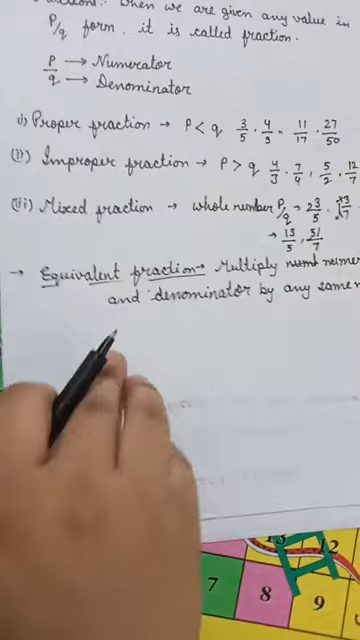 when we are given any value in
P/q form, it is called fraction.
P → Numerator
q → Denominator
(i) Proper fraction → P < q 3/5 . 4/9 . 11/17 . 27/50
(ii) Improper fraction → P > q 4/3 . 7/4 , 5/2 . 12/7
(iii) Mixed fraction → whole number P/q → 2 3/5 .
→ 13/5 , 51/7
→ Equivalent fraction → Multiply
and denominator by any same
12
7
8
9